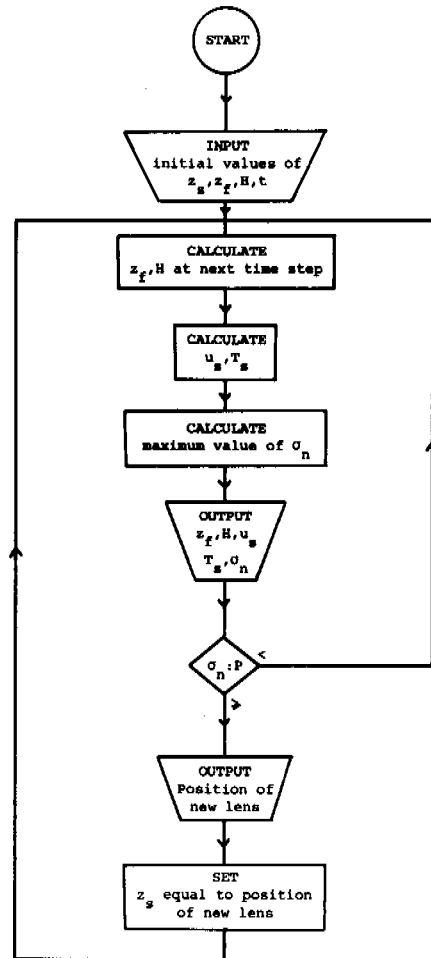 START
INPUT
initial values of
z_s,z_f,H,t
CALCULATE
z_f,H at next time step
CALCULATE
u_s,T_s
CALCULATE
maximum value of σ_n
OUTPUT
z_f,H,u_s
T_s,σ_n
σ_n:P
<
≥
OUTPUT
Position of
new lens
SET
z_s equal to position
of new lens